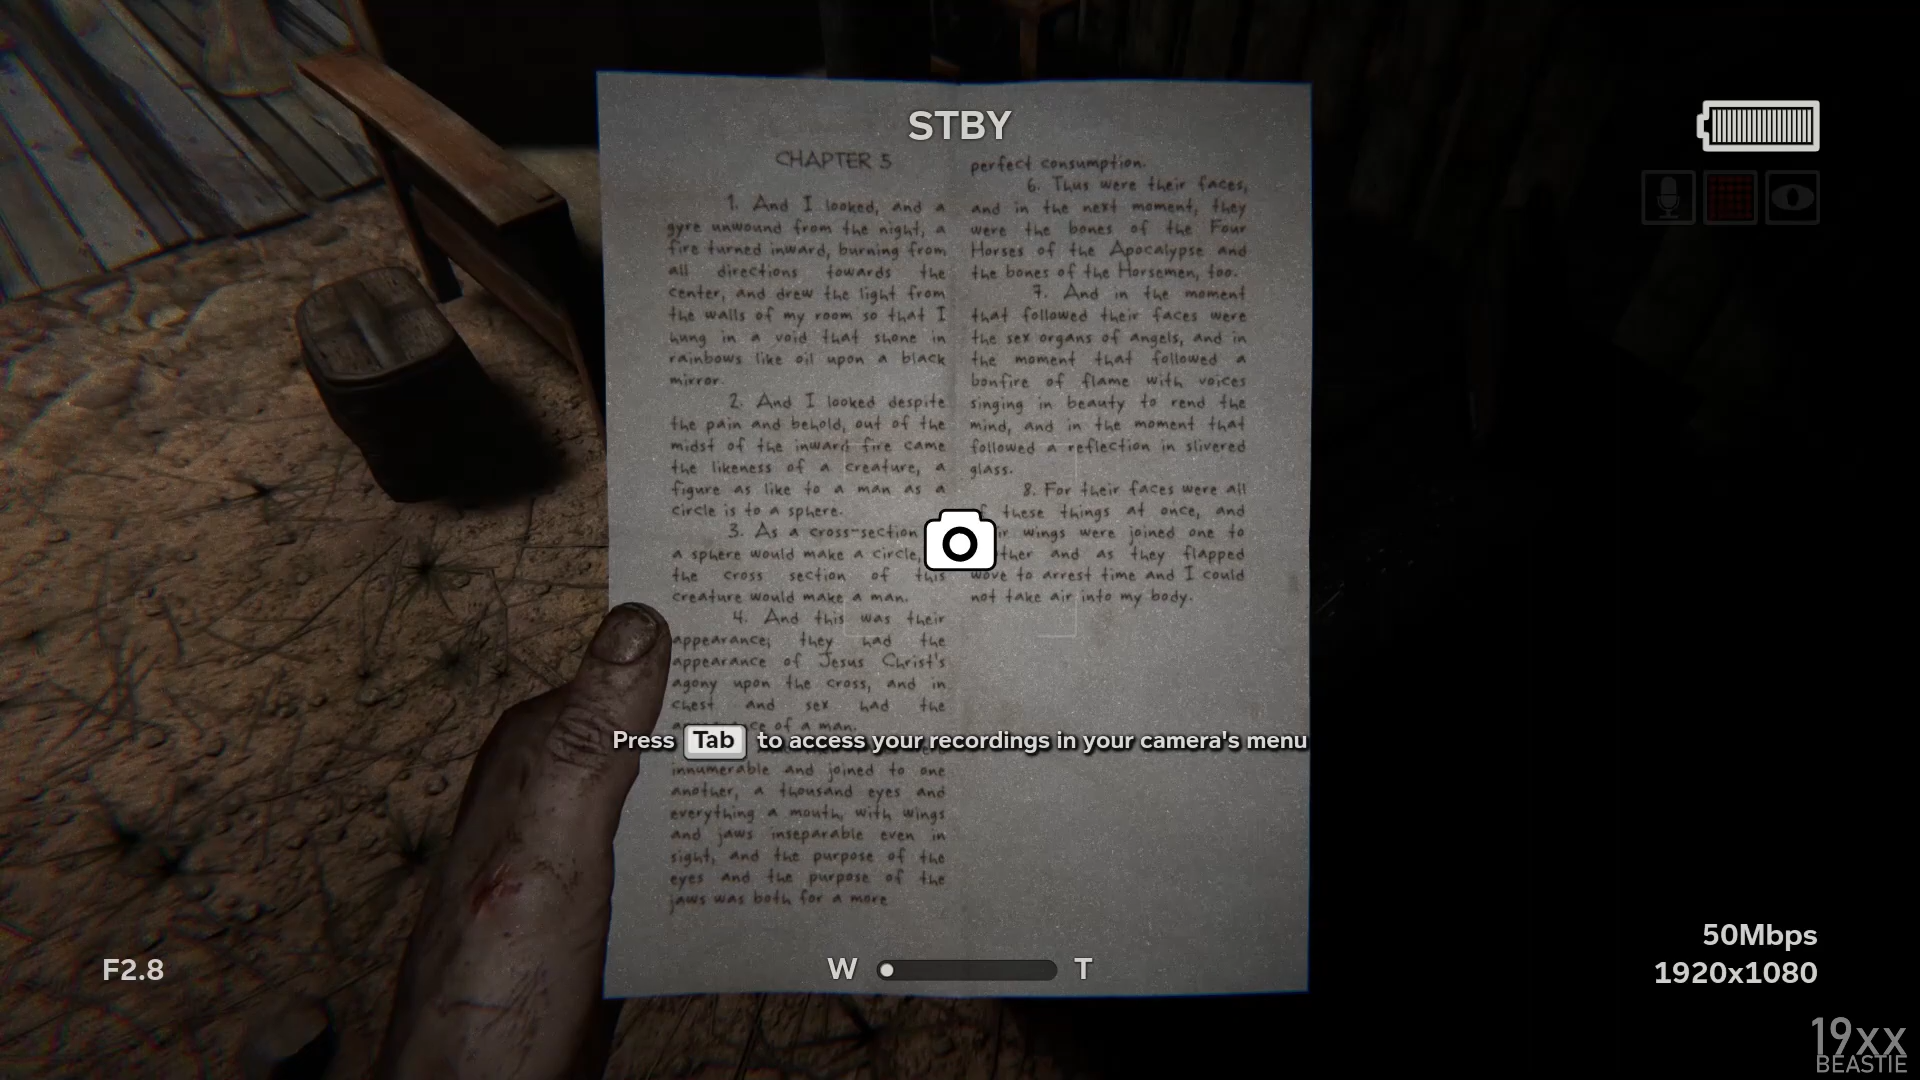 STBY
CHAPTER 5
1. And I looked, and a
gyre unwound from the night, a
fire turned inward, burning from
all directions towards the
center, and drew the light from
the walls of my room so that I
hung in a void that shone in
rainbows like oil upon a black
mirror.
2. And I looked despite
the pain and behold, out of the
midst of the inward fire came
the likeness of a creature, a
figure as like to a man as a
circle is to a sphere.
3. As a cross-section
a sphere would make a circle,
the cross section of this
creature would make a man.
4. And this was their
appearance; they had the
appearance of Jesus Christ's
agony upon the cross, and in
chest and sex had the
of a man.
innumerable and joined to one
another, a thousand eyes and
everything a mouth, with wings
and jaws inseparable even in
sight, and the purpose of the
eyes and the purpose of the
jaws was both for a more
perfect consumption.
6. Thus were their faces,
and in the next moment, they
were the bones of the Four
Horses of the Apocalypse and
the bones of the Horsemen, too.
7. And in the moment
that followed their faces were
the sex organs of angels, and in
the moment that followed a
bonfire of flame with voices
singing in beauty to rend the
mind, and in the moment that
followed a reflection in slivered
glass.
8. For their faces were all
these things at once, and
wings were joined one to
and as they flapped
wove to arrest time and I could
not take air into my body.
Press Tab to access your recordings in your camera's menu
W T
F2.8
50Mbps
1920x1080
19xx
BEASTIE